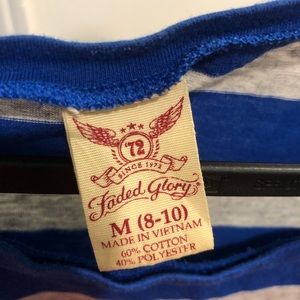 '72
SINCE 1972
Faded Glory
M (8-10)
MADE IN VIETNAM
60% COTTON
40% POLYESTER